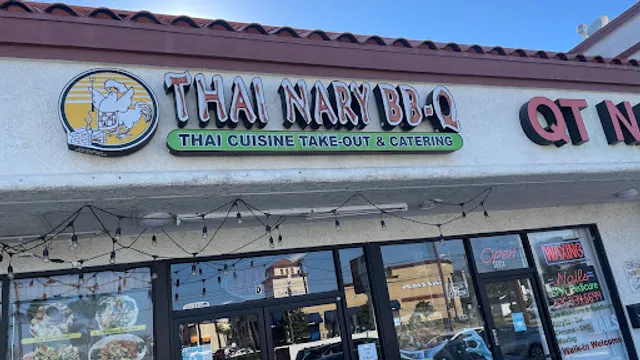 THAI NARY BB-Q
THAI CUISINE TAKE-OUT & CATERING
QT N
Open
WAXING
Nails
Walk-in Welcome